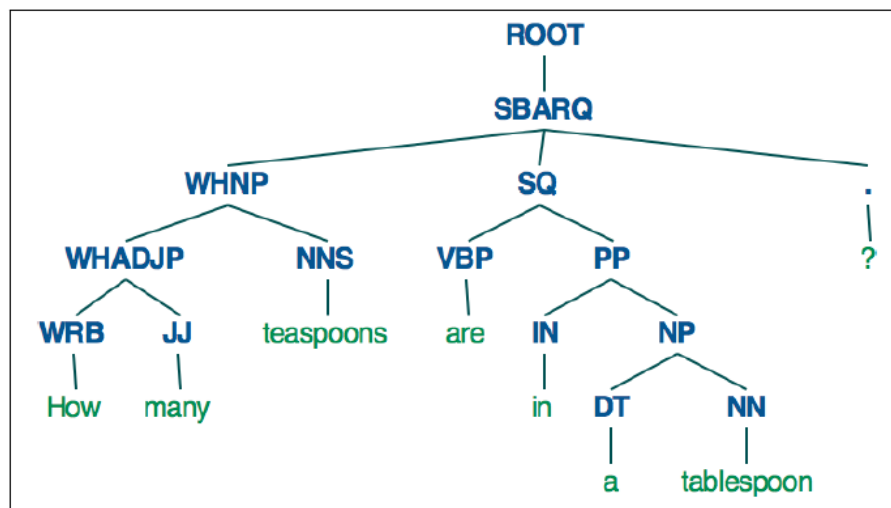 ROOT
SBARQ
WHNP SQ .
WHADJP NNS VBP PP ?
WRB JJ teaspoons are IN NP
How many in DT NN
a tablespoon